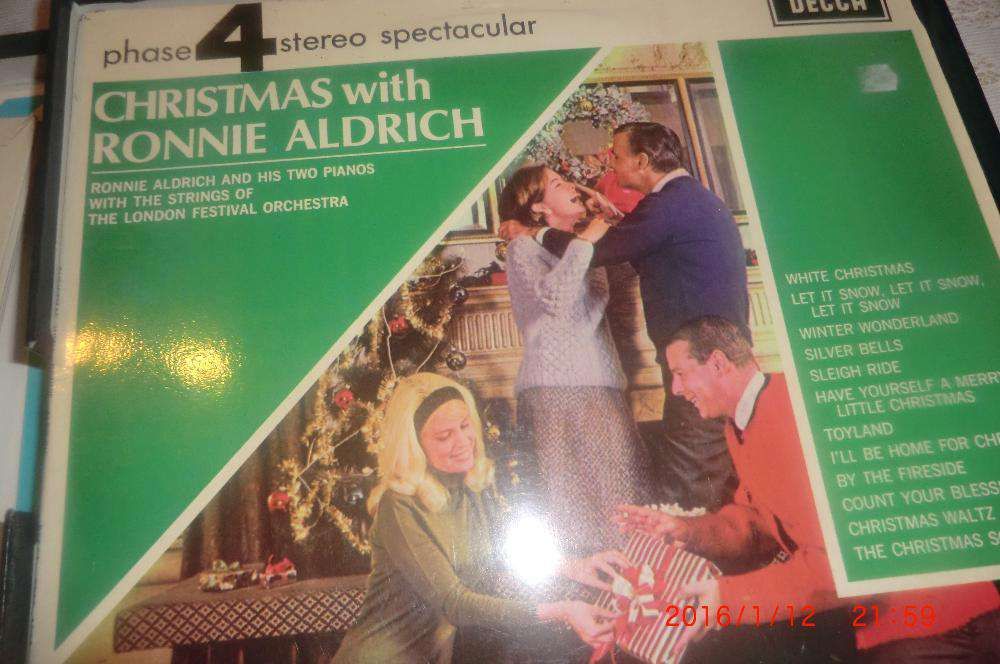 phase 4 stereo spectacular
DECCA
CHRISTMAS with
RONNIE ALDRICH
RONNIE ALDRICH AND HIS TWO PIANOS
WITH THE STRINGS OF
THE LONDON FESTIVAL ORCHESTRA
WHITE CHRISTMAS
LET IT SNOW, LET IT SNOW,
LET IT SNOW
WINTER WONDERLAND
SILVER BELLS
SLEIGH RIDE
HAVE YOURSELF A MERRY
LITTLE CHRISTMAS
TOYLAND
I'LL BE HOME FOR
BY THE FIRESIDE
COUNT YOUR
CHRISTMAS WALTZ
THE CHRISTMAS
2016/1/12 21:59